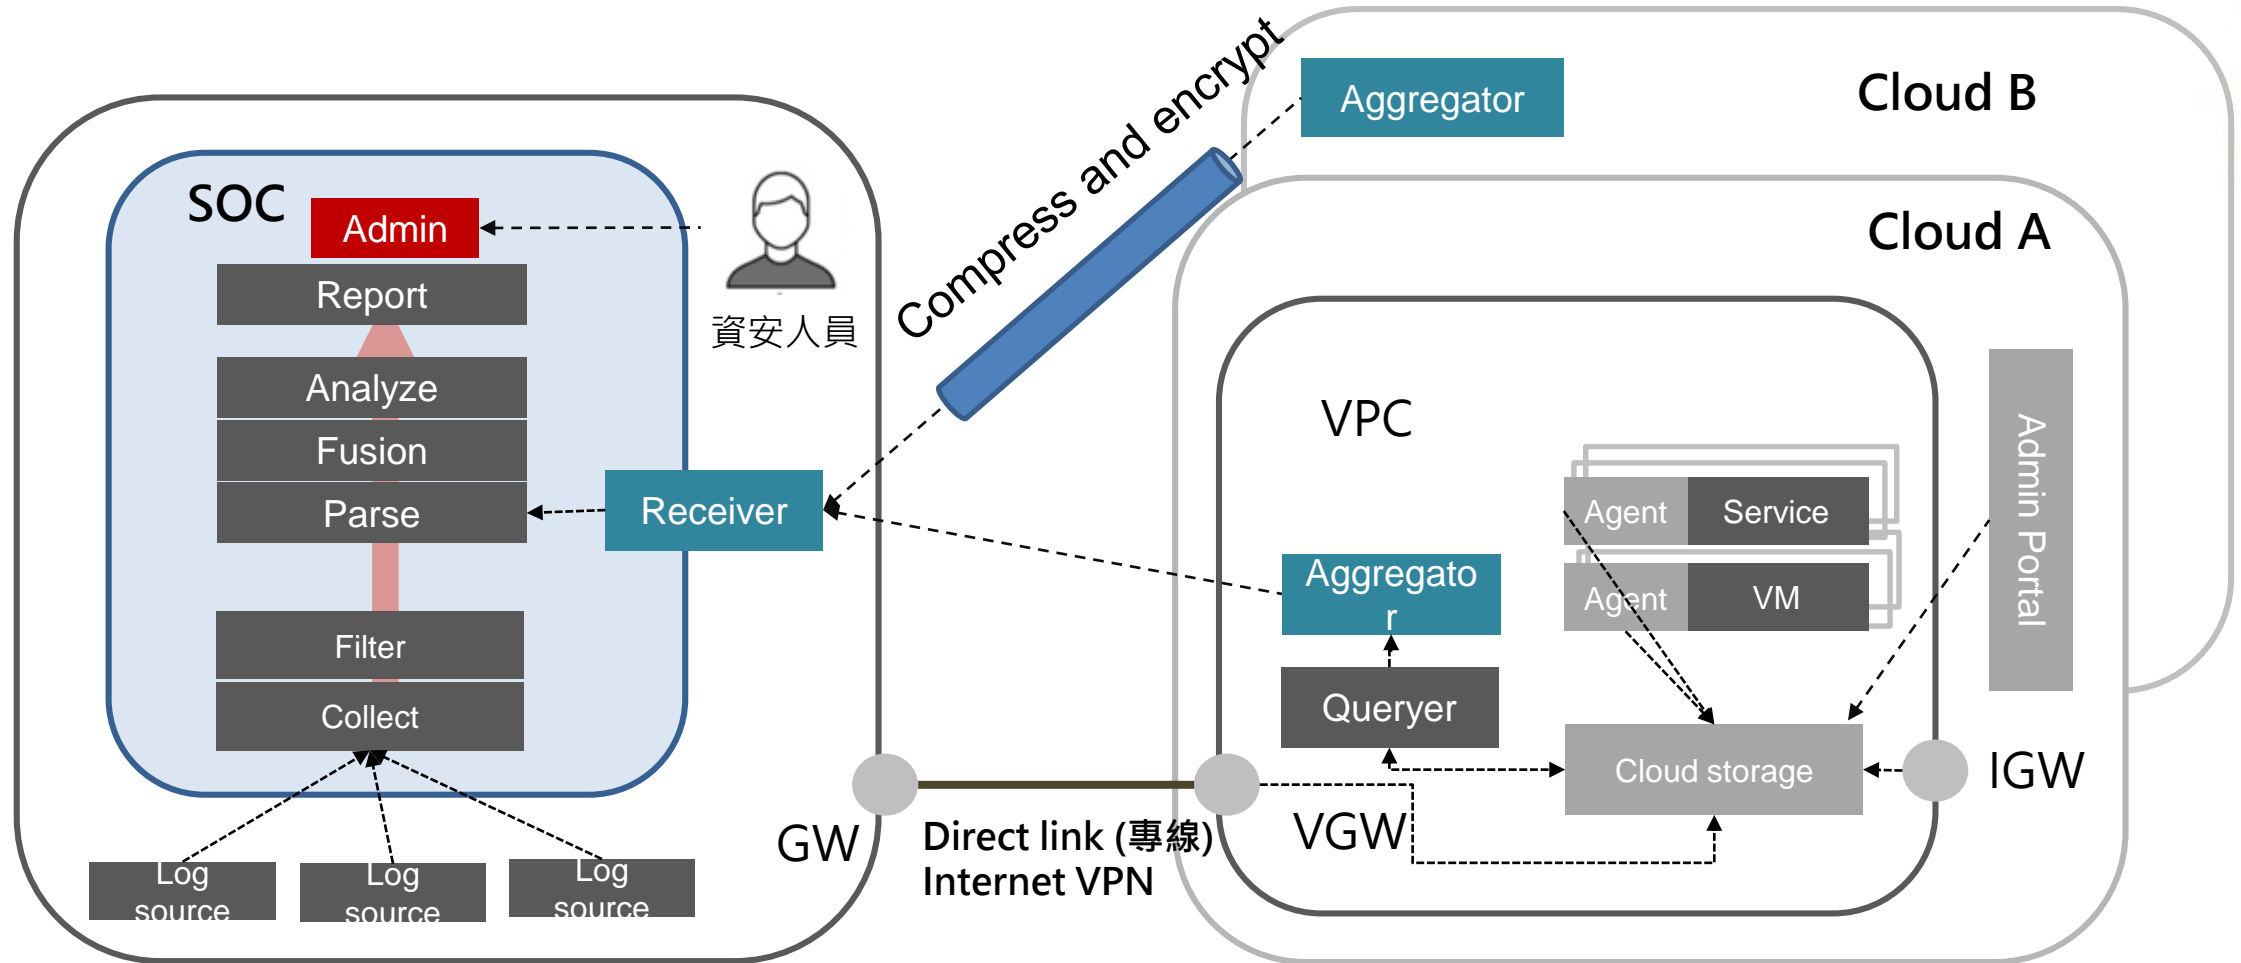 SOC
Admin
Report
Analyze
Fusion
Parse
Filter
Collect
Log
source
Log
source
Log
source
資安人員
Receiver
GW
Compress and encrypt
Direct link (專線)
Internet VPN
Aggregator
Cloud B
Cloud A
VPC
Agent
Service
Agent
VM
Aggregato
r
Queryer
Cloud storage
VGW
IGW
Admin Portal